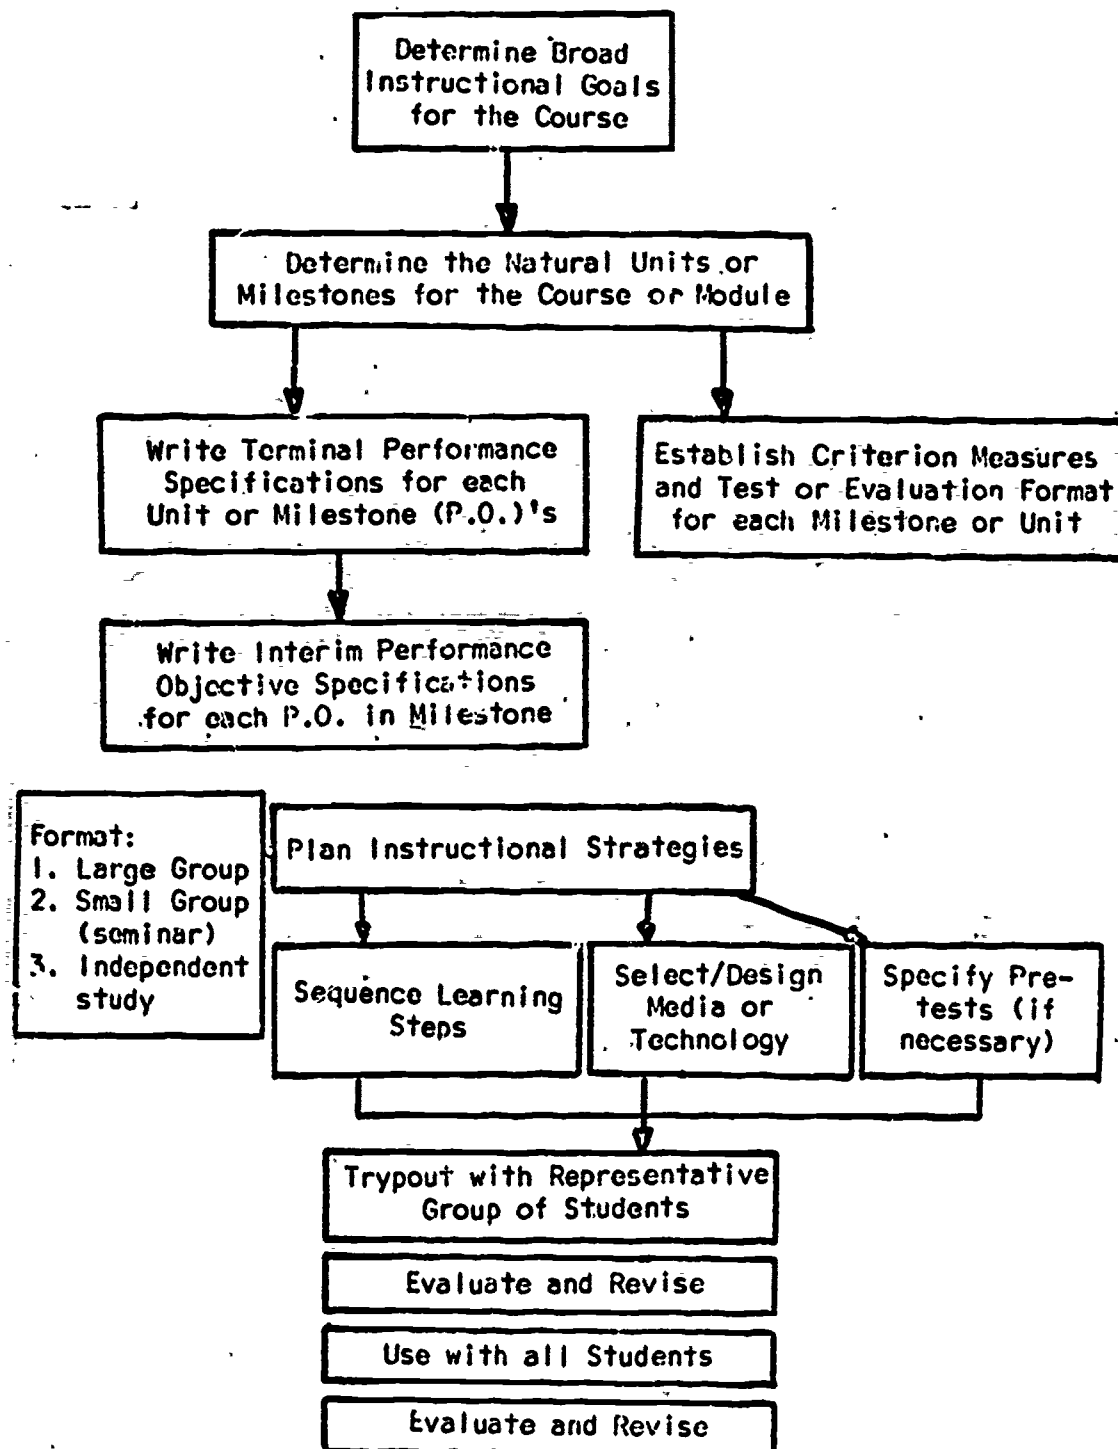 Determine Broad
Instructional Goals
for the Course
Determine the Natural Units or
Milestones for the Course or Module
Write Terminal Performance
Specifications for each
Unit or Milestone (P.O.)'s
Establish Criterion Measures
and Test or Evaluation Format
for each Milestone or Unit
Write Interim Performance
Objective Specifications
for each P.O. in Milestone
Format:
1. Large Group
2. Small Group
(seminar)
3. Independent
study
Plan Instructional Strategies
Sequence Learning
Steps
Select/Design
Media or
Technology
Specify Pre-
tests (if
necessary)
Trypout with Representative
Group of Students
Evaluate and Revise
Use with all Students
Evaluate and Revise